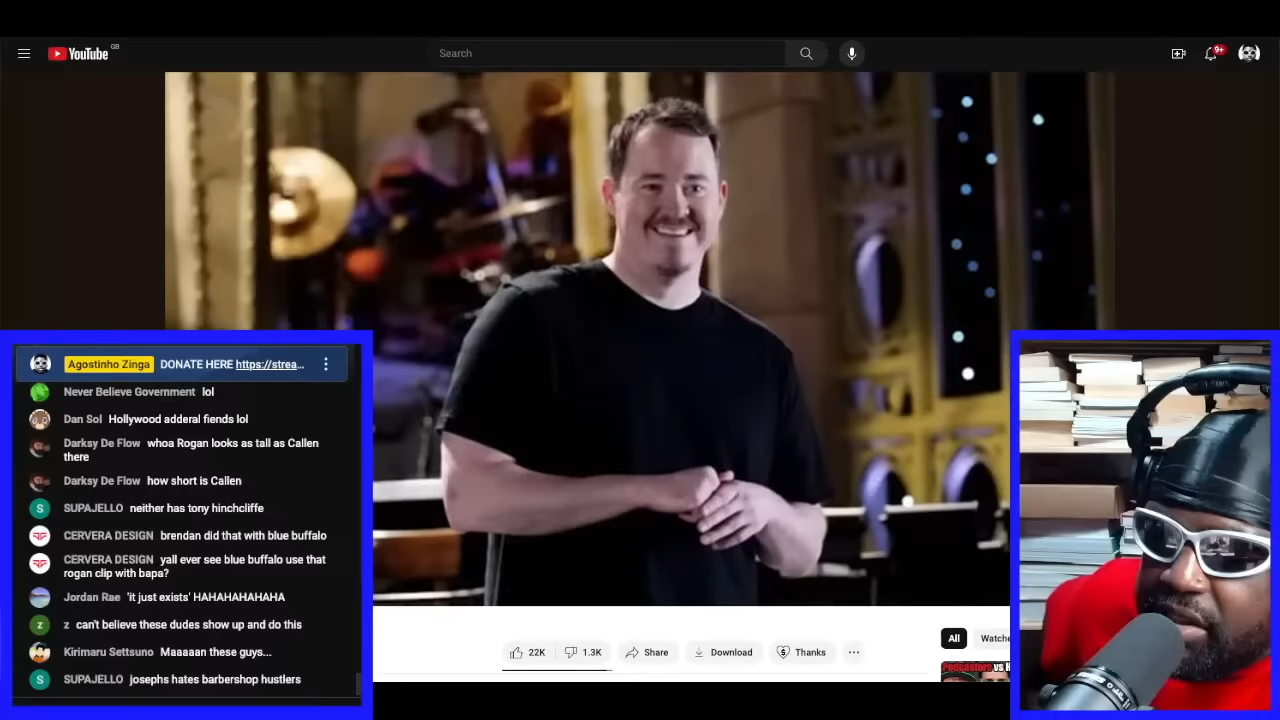 YouTube GB
Search
9+
Agostinho Zinga DONATE HERE https://strea...
Never Believe Government lol
Dan Sol Hollywood adderal fiends lol
Darksy De Flow whoa Rogan looks as tall as Callen
there
Darksy De Flow how short is Callen
S SUPAJELLO neither has tony hinchcliffe
CERVERA DESIGN brendan did that with blue buffalo
CERVERA DESIGN yall ever see blue buffalo use that
rogan clip with bapa?
Jordan Rae 'it just exists' HAHAHAHAHAHA
z z can't believe these dudes show up and do this
Kirimaru Settsuno Maaaaan these guys...
S SUPAJELLO josephs hates barbershop hustlers
22K 1.3K Share Download Thanks
All Watche
Podcasters vs H